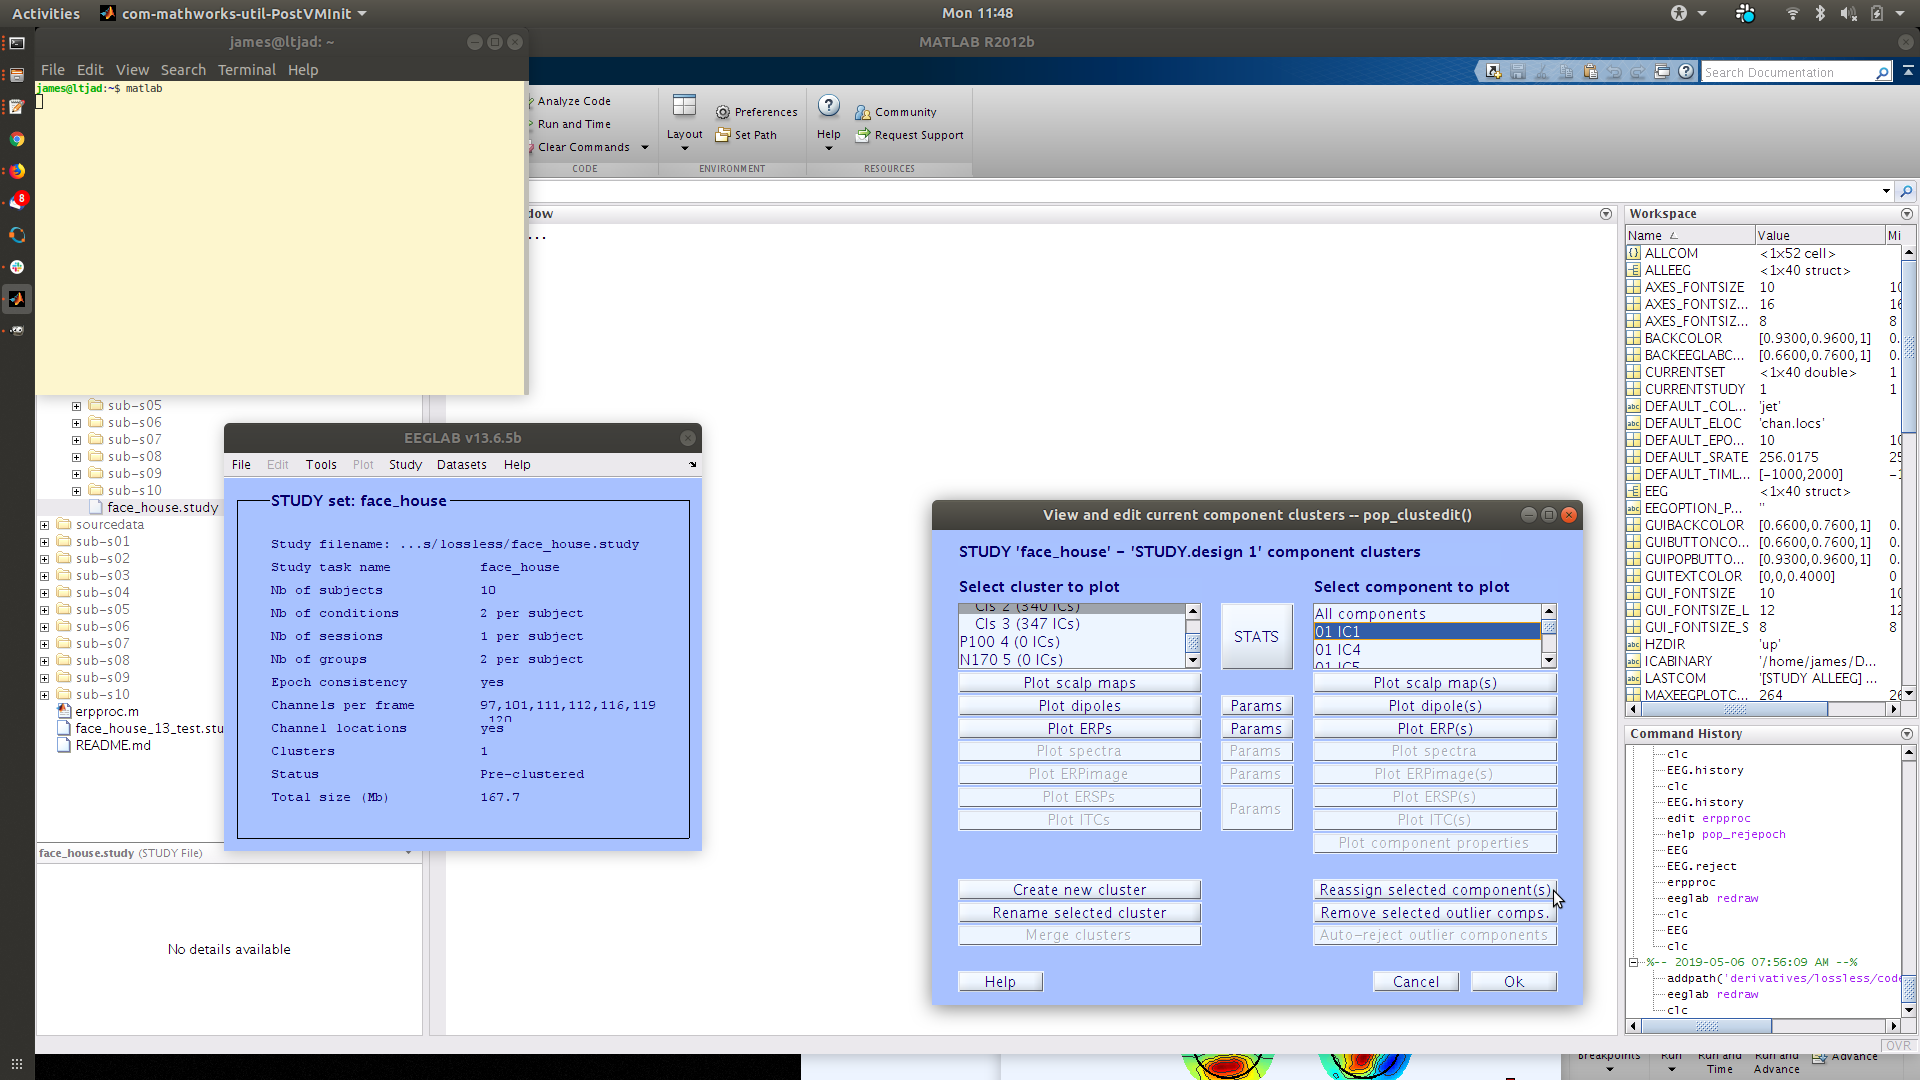 Activities com-mathworks-util-PostVMInit Mon 11:48
james@ltjad: ~
MATLAB R2012b
File Edit View Search Terminal Help
james@ltjad:~$ matlab
8
Search Documentation
Analyze Code
Run and Time
Clear Commands
CODE
Layout
Preferences
Set Path
ENVIRONMENT
Help
Community
Request Support
RESOURCES
dow
...
sub-s05
sub-s06
sub-s07
sub-s08
sub-s09
sub-s10
face_house.study
sourcedata
sub-s01
sub-s02
sub-s03
sub-s04
sub-s05
sub-s06
sub-s07
sub-s08
sub-s09
sub-s10
erpproc.m
face_house_13_test.stu
README.md
face_house.study (STUDY File)
No details available
EEGLAB v13.6.5b
File Edit Tools Plot Study Datasets Help
STUDY set: face_house
Study filename: ...s/lossless/face_house.study
Study task name face_house
Nb of subjects 10
Nb of conditions 2 per subject
Nb of sessions 1 per subject
Nb of groups 2 per subject
Epoch consistency yes
Channels per frame 97,101,111,112,116,119
120
Channel locations yes
Clusters 1
Status Pre-clustered
Total size (Mb) 167.7
View and edit current component clusters -- pop_clustedit()
STUDY 'face_house' - 'STUDY.design 1' component clusters
Select cluster to plot
Select component to plot
Cls 2 (340 ICs)
Cls 3 (347 ICs)
P100 4 (0 ICs)
N170 5 (0 ICs)
STATS
All components
01 IC1
01 IC4
01 IC5
Plot scalp maps Plot scalp map(s)
Plot dipoles Params Plot dipole(s)
Plot ERPs Params Plot ERP(s)
Plot spectra Params Plot spectra
Plot ERPimage Params Plot ERPimage(s)
Plot ERSPs Params Plot ERSP(s)
Plot ITCs Plot ITC(s)
Plot component properties
Create new cluster Reassign selected component(s)
Rename selected cluster Remove selected outlier comps.
Merge clusters Auto-reject outlier components
Help Cancel Ok
Workspace
Name Value Mi
ALLCOM <1x52 cell>
ALLEEG <1x40 struct>
AXES_FONTSIZE 10 10
AXES_FONTSIZ... 16 16
AXES_FONTSIZ... 8 8
BACKCOLOR [0.9300,0.9600,1] 0.
BACKEEGLABC... [0.6600,0.7600,1] 0.
CURRENTSET <1x40 double> 1
CURRENTSTUDY 1 1
DEFAULT_COL... 'jet'
DEFAULT_ELOC 'chan.locs'
DEFAULT_EPO... 10 10
DEFAULT_SRATE 256.0175 25
DEFAULT_TIML... [-1000,2000] -1
EEG <1x40 struct>
EEGOPTION_P... ''
GUIBACKCOLOR [0.6600,0.7600,1] 0.
GUIBUTTONCO... [0.6600,0.7600,1] 0.
GUIPOPBUTTO... [0.9300,0.9600,1] 0.
GUITEXTCOLOR [0,0,0.4000] 0
GUI_FONTSIZE 10 10
GUI_FONTSIZE_L 12 12
GUI_FONTSIZE_S 8 8
HZDIR 'up'
ICABINARY '/home/james/D...
LASTCOM '[STUDY ALLEEG] ...
MAXEEGPLOTC... 264 26
Command History
clc
EEG.history
clc
EEG.history
edit erpproc
help pop_rejepoch
EEG
EEG.reject
erpproc
eeglab redraw
clc
EEG
clc
%-- 2019-05-06 07:56:09 AM --%
addpath('derivatives/lossless/code
eeglab redraw
clc
OVR
Breakpoints Run Run and Time Run and Advance Advance